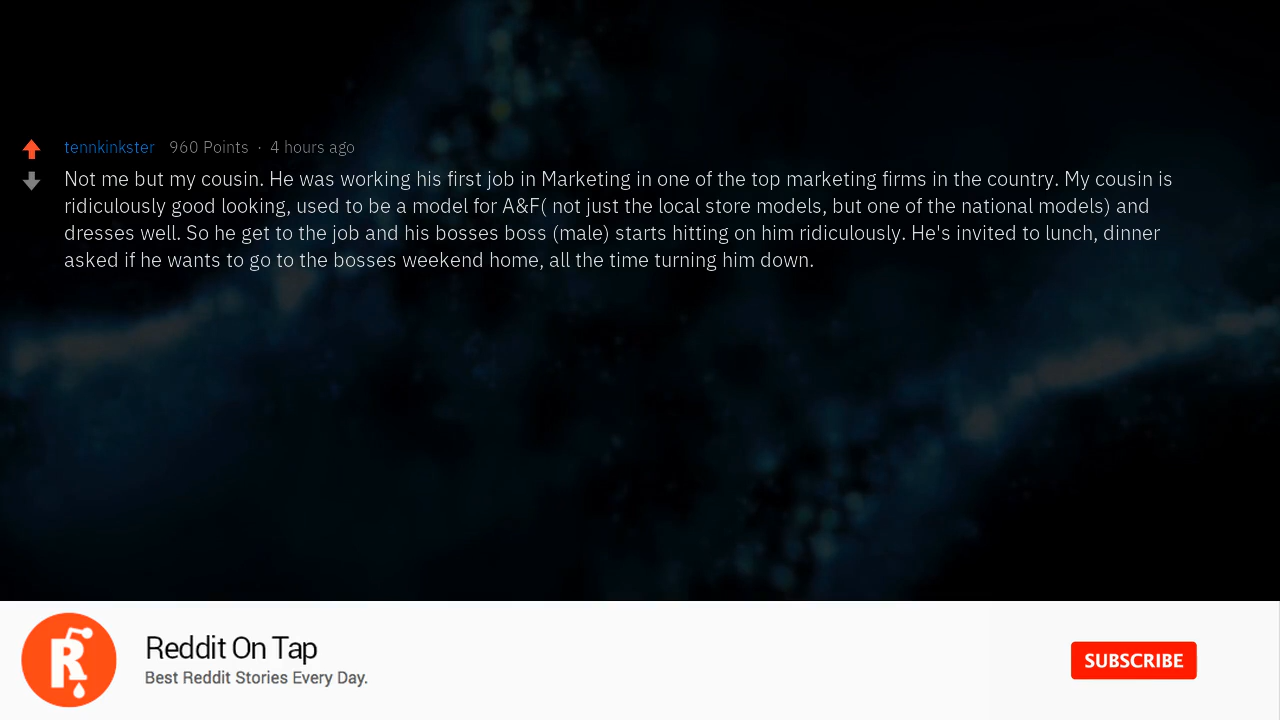 tennkinkster 960 Points · 4 hours ago
Not me but my cousin. He was working his first job in Marketing in one of the top marketing firms in the country. My cousin is
ridiculously good looking, used to be a model for A&F( not just the local store models, but one of the national models) and
dresses well. So he get to the job and his bosses boss (male) starts hitting on him ridiculously. He's invited to lunch, dinner
asked if he wants to go to the bosses weekend home, all the time turning him down.
Reddit On Tap
Best Reddit Stories Every Day.
SUBSCRIBE